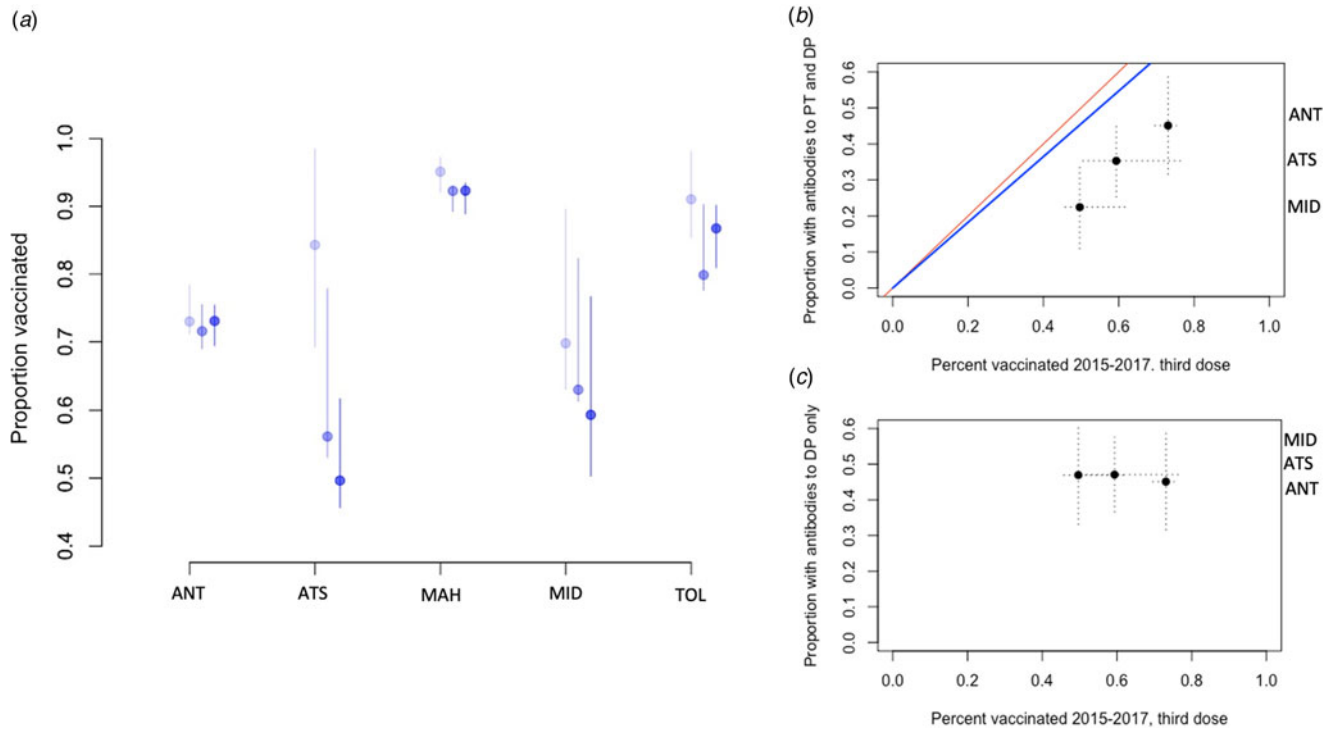 (a)
Proportion vaccinated
1.0
0.9
0.8
0.7
0.6
0.5
0.4
ANT ATS MAH MID TOL
(b)
Proportion with antibodies to PT and DP
0.6
0.5
0.4
0.3
0.2
0.1
0.0
ANT
ATS
MID
0.0 0.2 0.4 0.6 0.8 1.0
Percent vaccinated 2015-2017. third dose
(c)
Proportion with antibodies to DP only
0.6
0.5
0.4
0.3
0.2
0.1
0.0
MID
ATS
ANT
0.0 0.2 0.4 0.6 0.8 1.0
Percent vaccinated 2015-2017, third dose